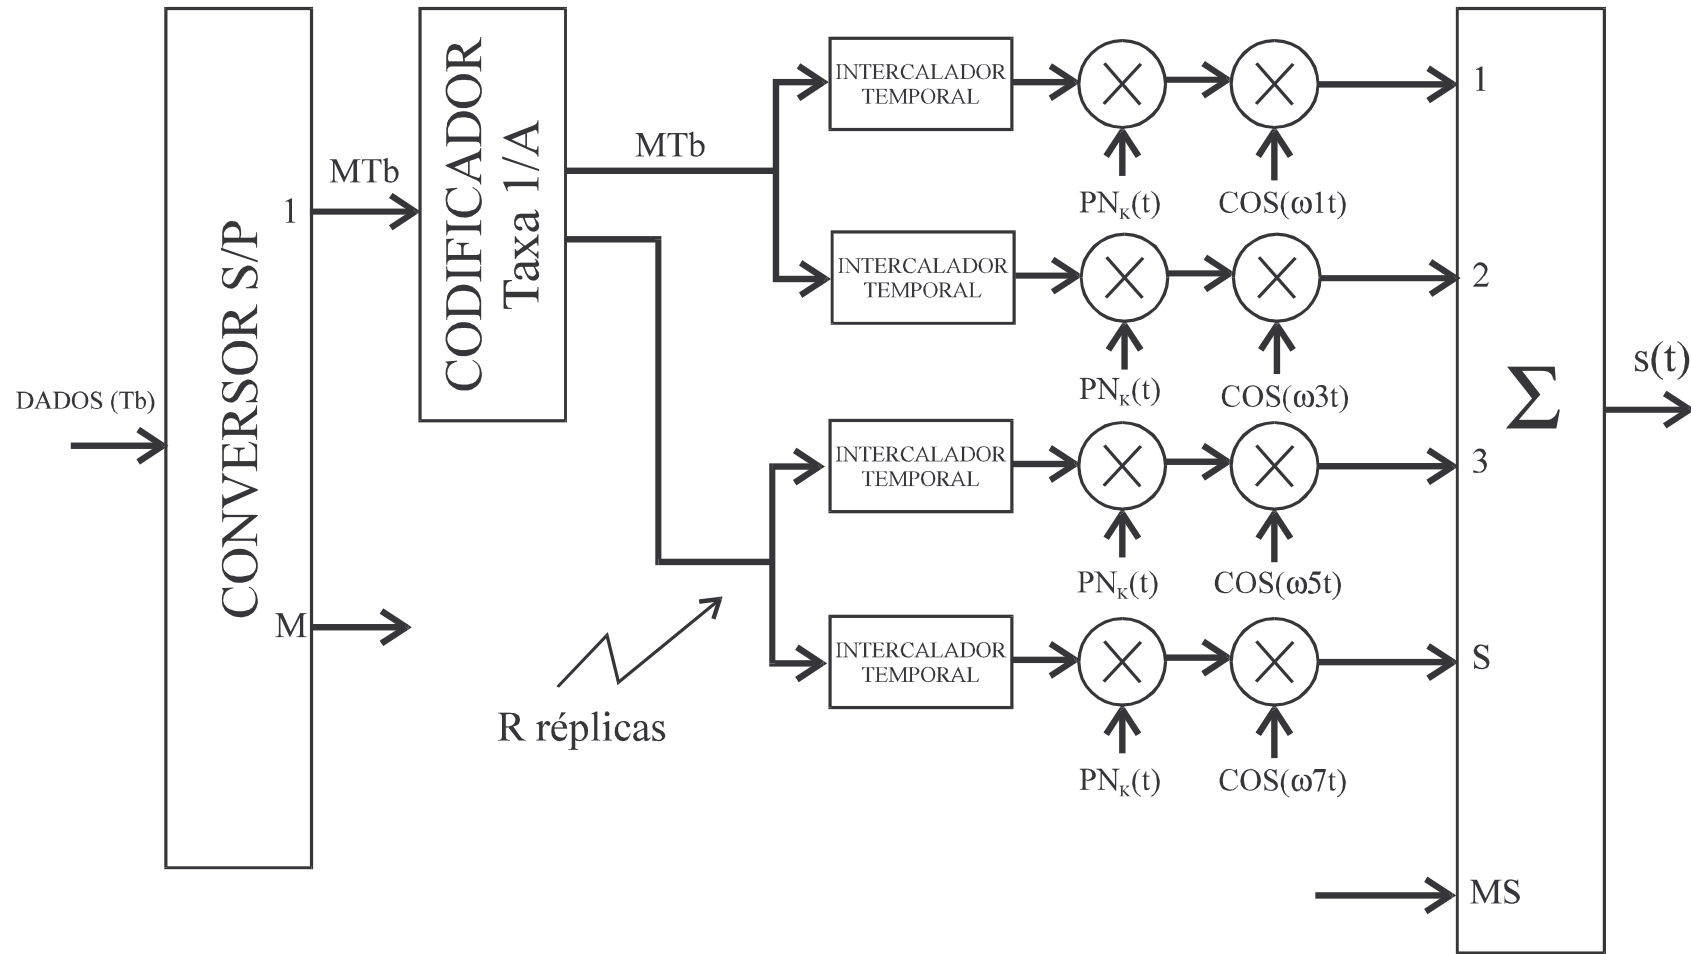 DADOS (Tb)
CONVERSOR S/P
1
M
MTb
CODIFICADOR
Taxa 1/A
MTb
R réplicas
INTERCALADOR
TEMPORAL
PNK(t)
COS(ω1t)
1
INTERCALADOR
TEMPORAL
PNK(t)
COS(ω3t)
2
INTERCALADOR
TEMPORAL
PNK(t)
COS(ω5t)
3
INTERCALADOR
TEMPORAL
PNK(t)
COS(ω7t)
S
MS
Σ
s(t)